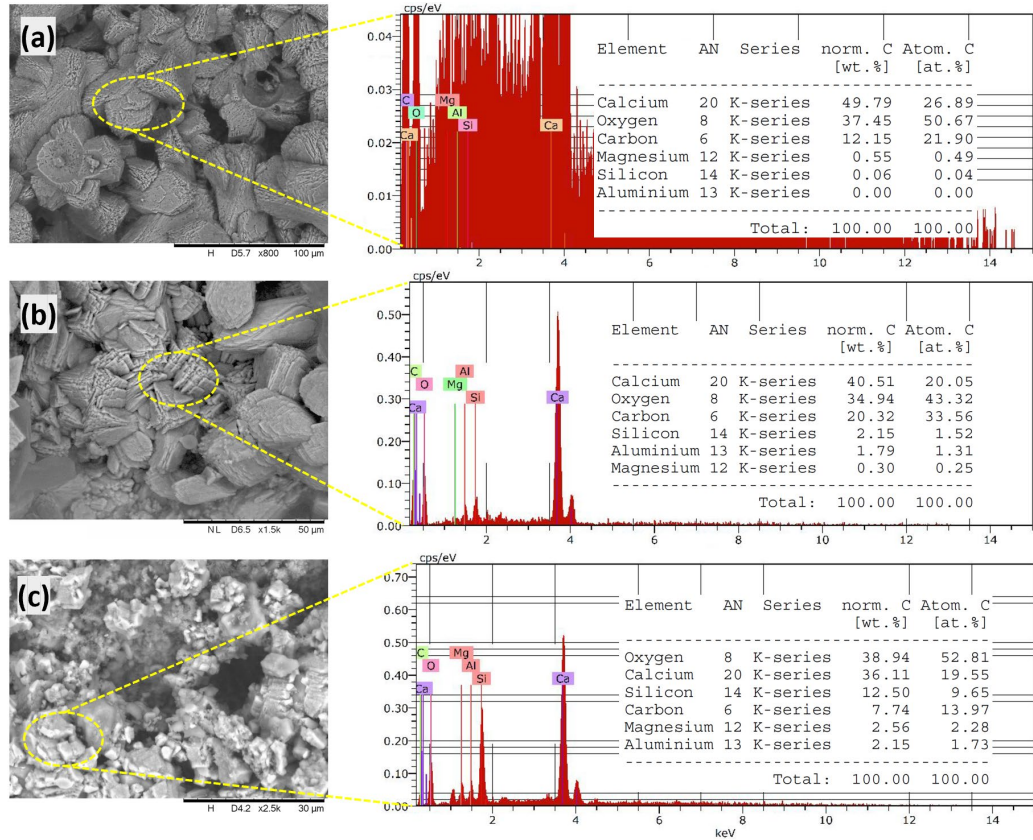 (a)
H D5.7 x800 100 µm
cps/eV
0.04
0.03
0.02
0.01
0.00
C
O
Ca
Mg
Al
Si
Ca
2 4 6 8 10 12 14
Element AN Series norm. C Atom. C
[wt.%] [at.%]
Calcium 20 K-series 49.79 26.89
Oxygen 8 K-series 37.45 50.67
Carbon 6 K-series 12.15 21.90
Magnesium 12 K-series 0.55 0.49
Silicon 14 K-series 0.06 0.04
Aluminium 13 K-series 0.00 0.00
Total: 100.00 100.00
(b)
NL D6.5 x1.5k 50 µm
cps/eV
0.50
0.40
0.30
0.20
0.10
0.00
C
O
Ca
Mg
Al
Si
Ca
2 4 6 8 10 12 14
Element AN Series norm. C Atom. C
[wt.%] [at.%]
Calcium 20 K-series 40.51 20.05
Oxygen 8 K-series 34.94 43.32
Carbon 6 K-series 20.32 33.56
Silicon 14 K-series 2.15 1.52
Aluminium 13 K-series 1.79 1.31
Magnesium 12 K-series 0.30 0.25
Total: 100.00 100.00
(c)
H D4.2 x2.5k 30 µm
cps/eV
0.70
0.60
0.50
0.40
0.30
0.20
0.10
0.00
C
O
Ca
Mg
Al
Si
Ca
2 4 6 8 10 12 14
keV
Element AN Series norm. C Atom. C
[wt.%] [at.%]
Oxygen 8 K-series 38.94 52.81
Calcium 20 K-series 36.11 19.55
Silicon 14 K-series 12.50 9.65
Carbon 6 K-series 7.74 13.97
Magnesium 12 K-series 2.56 2.28
Aluminium 13 K-series 2.15 1.73
Total: 100.00 100.00